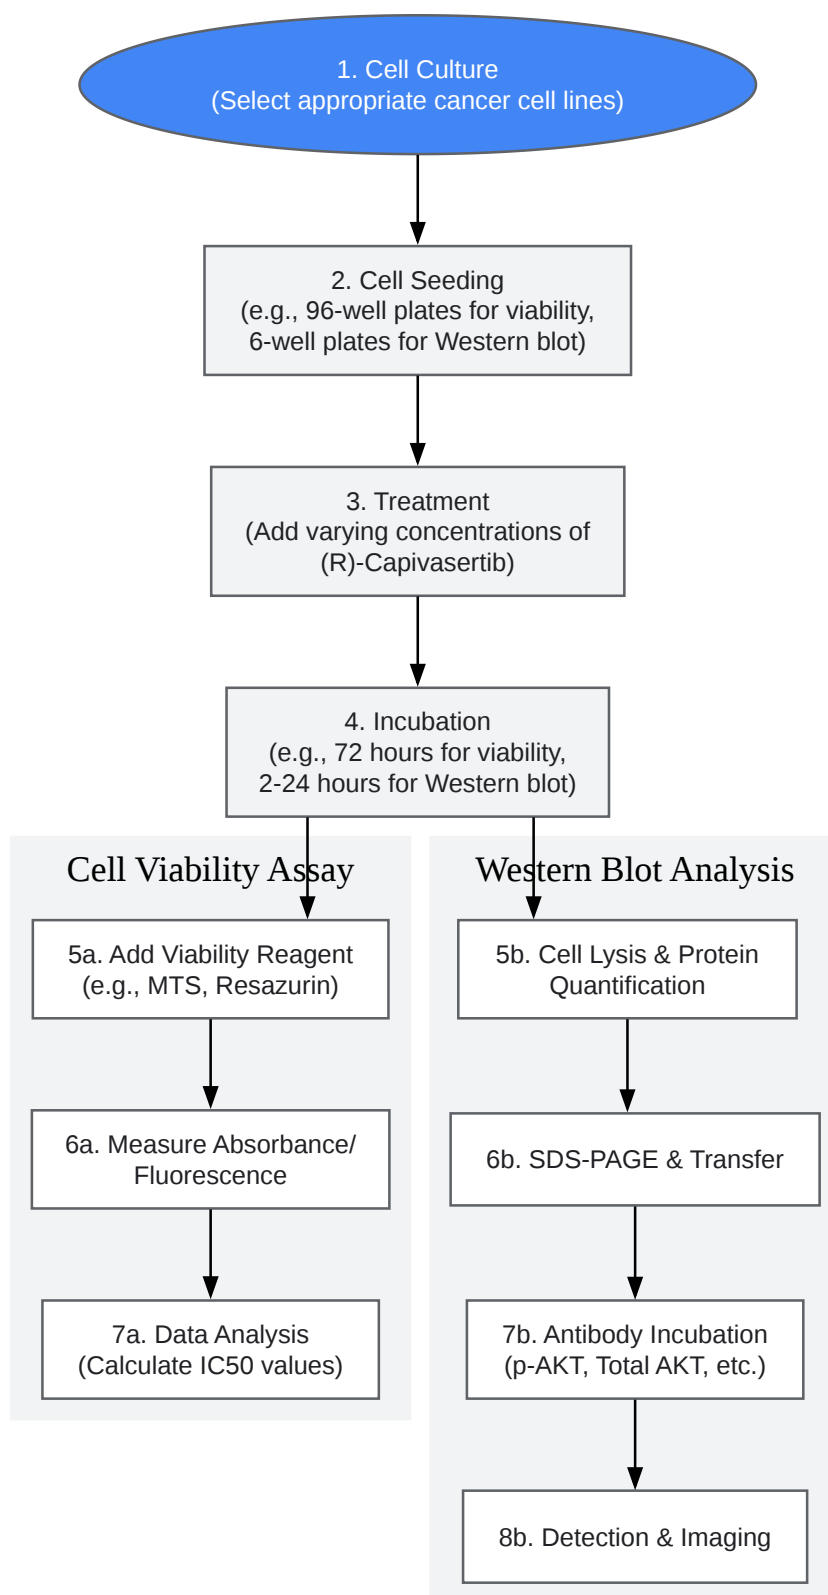 1. Cell Culture
(Select appropriate cancer cell lines)
2. Cell Seeding
(e.g., 96-well plates for viability,
6-well plates for Western blot)
3. Treatment
(Add varying concentrations of
(R)-Capivasertib)
4. Incubation
(e.g., 72 hours for viability,
2-24 hours for Western blot)
Cell Viability Assay
5a. Add Viability Reagent
(e.g., MTS, Resazurin)
6a. Measure Absorbance/
Fluorescence
7a. Data Analysis
(Calculate IC50 values)
Western Blot Analysis
5b. Cell Lysis & Protein
Quantification
6b. SDS-PAGE & Transfer
7b. Antibody Incubation
(p-AKT, Total AKT, etc.)
8b. Detection & Imaging